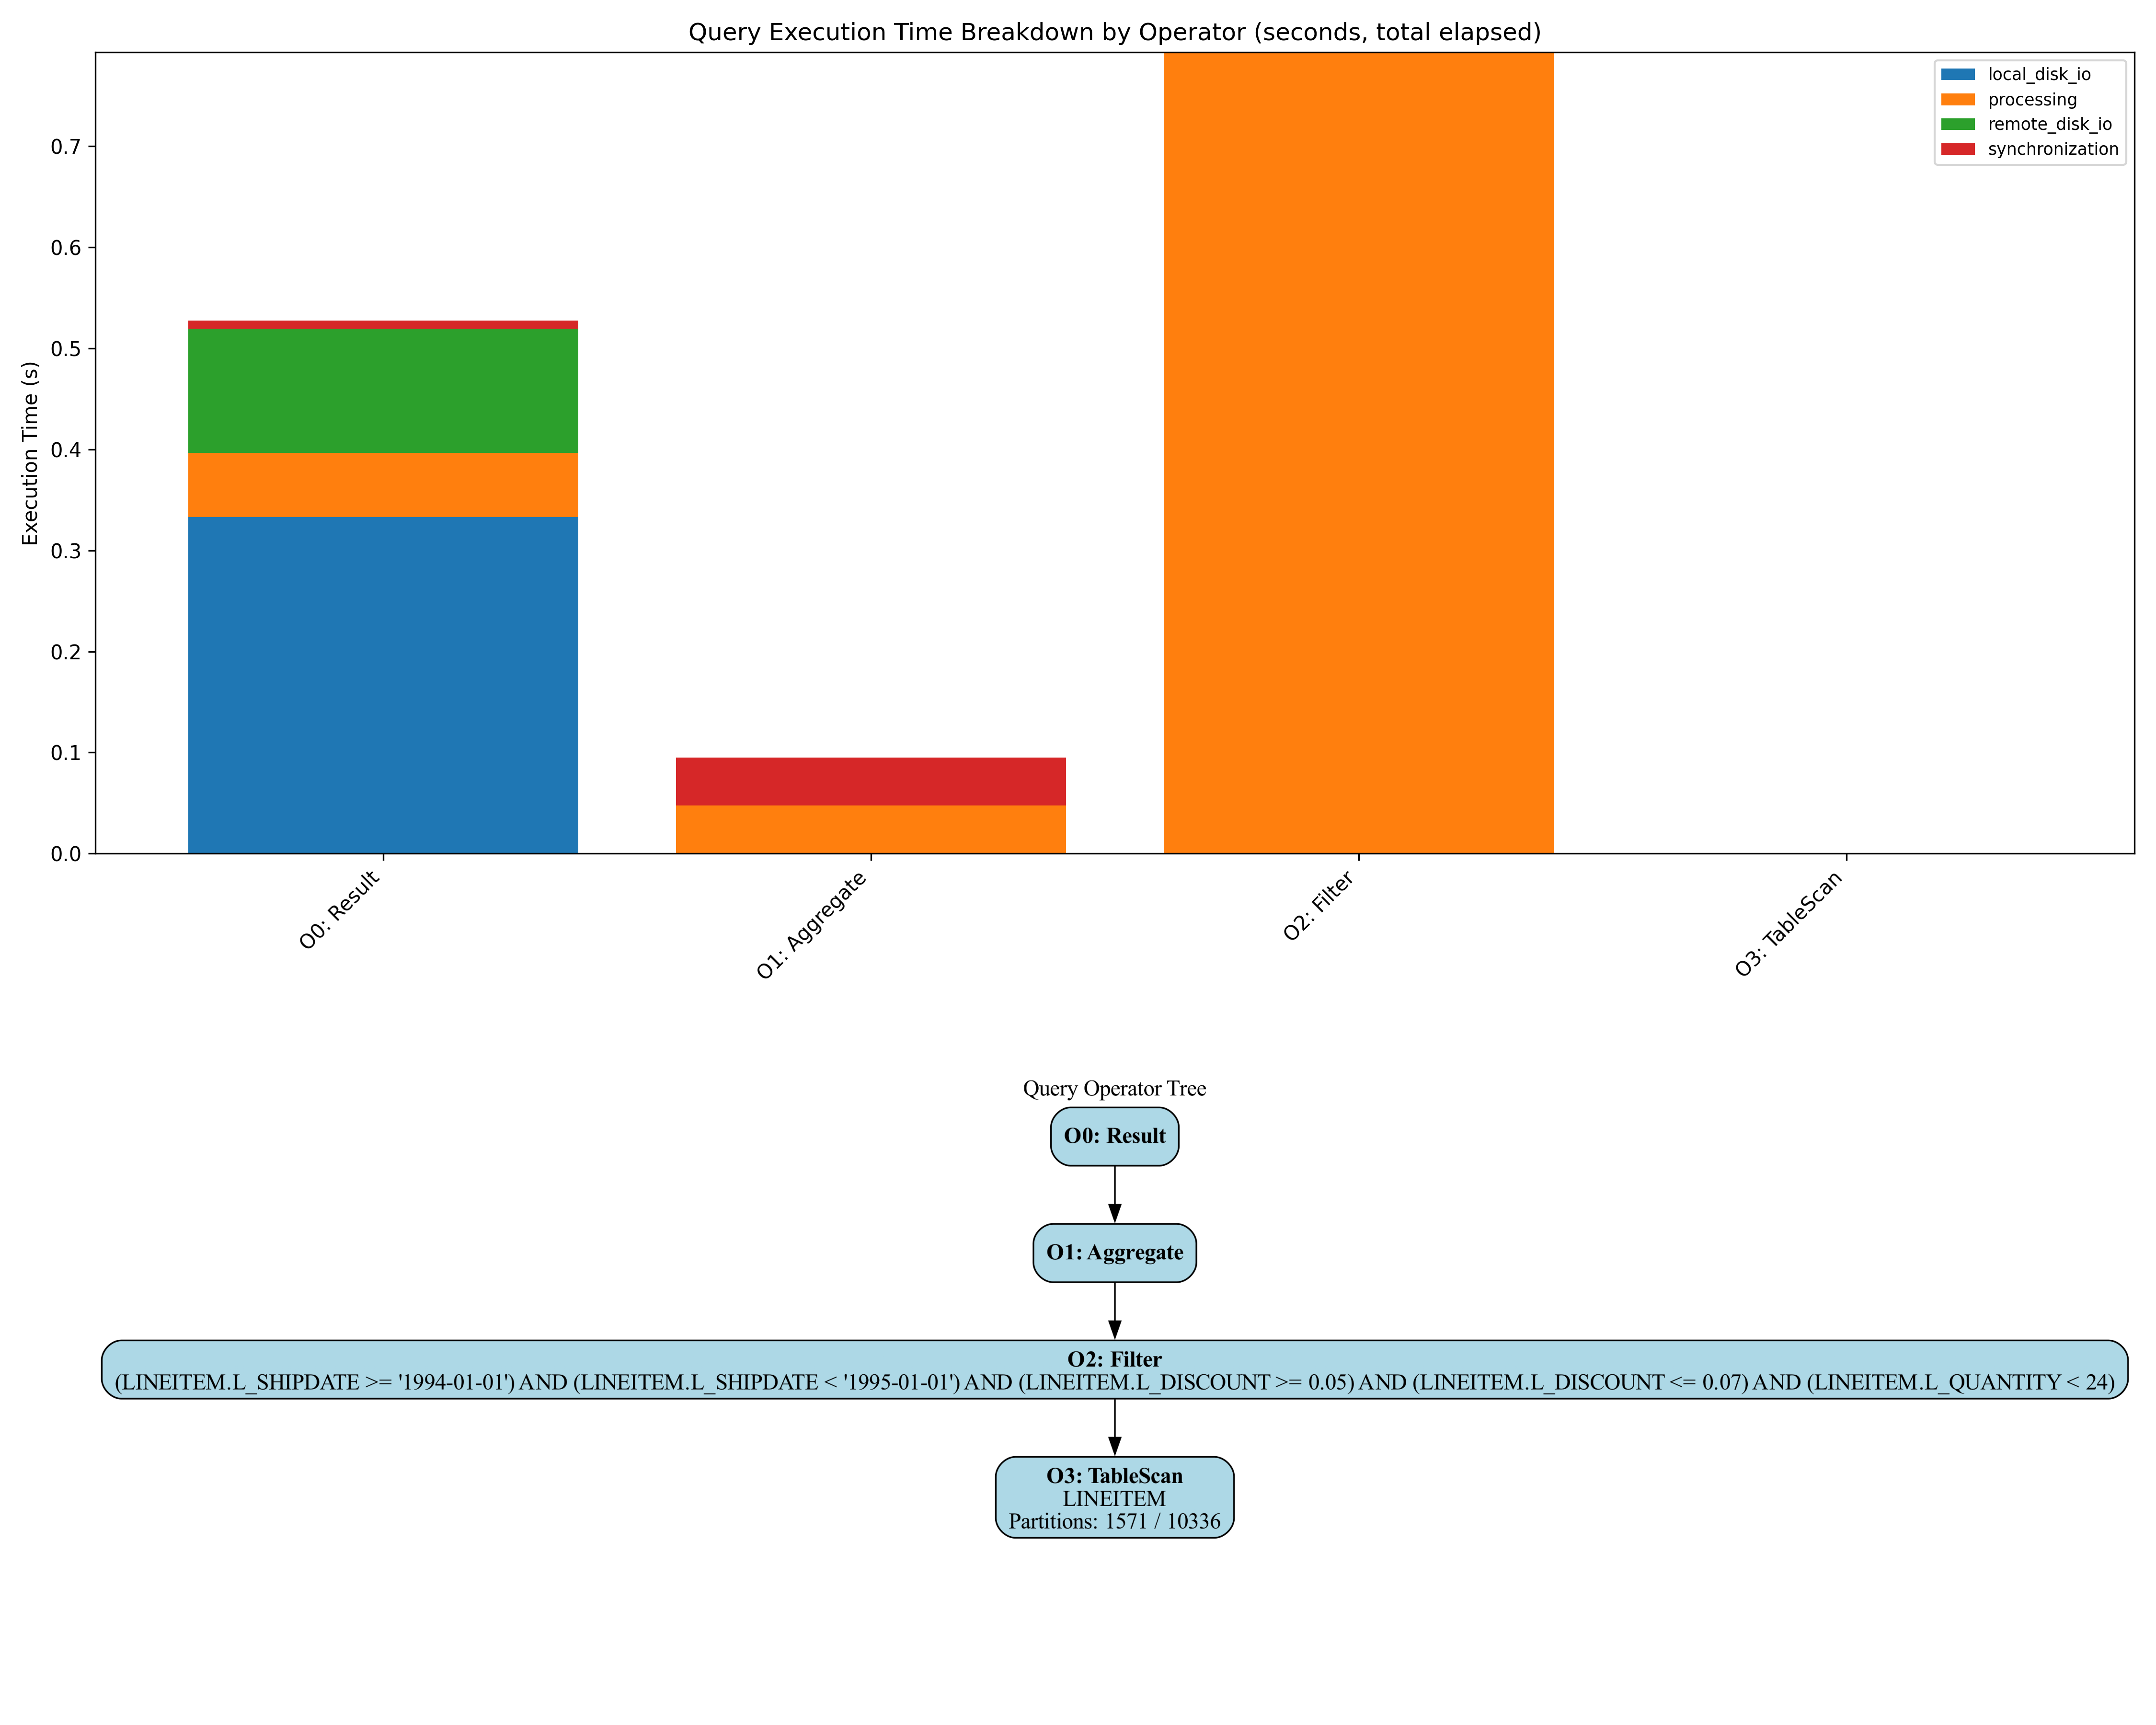 Query Execution Time Breakdown by Operator (seconds, total elapsed)
local_disk_io
processing
remote_disk_io
synchronization
Execution Time (s)
0.7
0.6
0.5
0.4
0.3
0.2
0.1
0.0
O0: Result
O1: Aggregate
O2: Filter
O3: TableScan
Query Operator Tree
O0: Result
O1: Aggregate
O2: Filter
(LINEITEM.L_SHIPDATE >= '1994-01-01') AND (LINEITEM.L_SHIPDATE < '1995-01-01') AND (LINEITEM.L_DISCOUNT >= 0.05) AND (LINEITEM.L_DISCOUNT <= 0.07) AND (LINEITEM.L_QUANTITY < 24)
O3: TableScan
LINEITEM
Partitions: 1571 / 10336